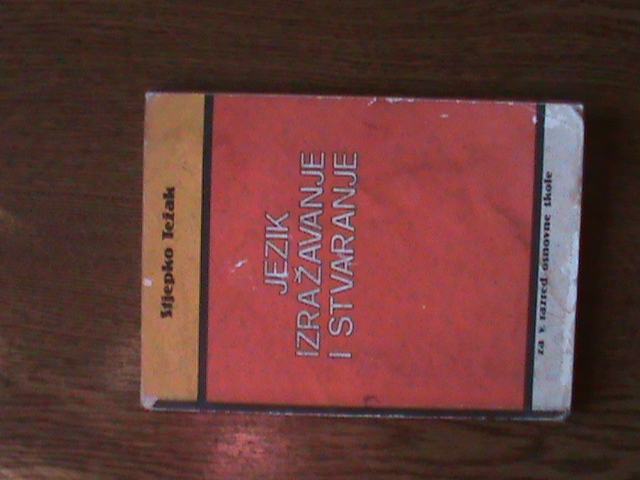 Stjepko Težak
JEZIK
IZRAŽAVANJE
I STVARANJE
za V razred osnovne škole